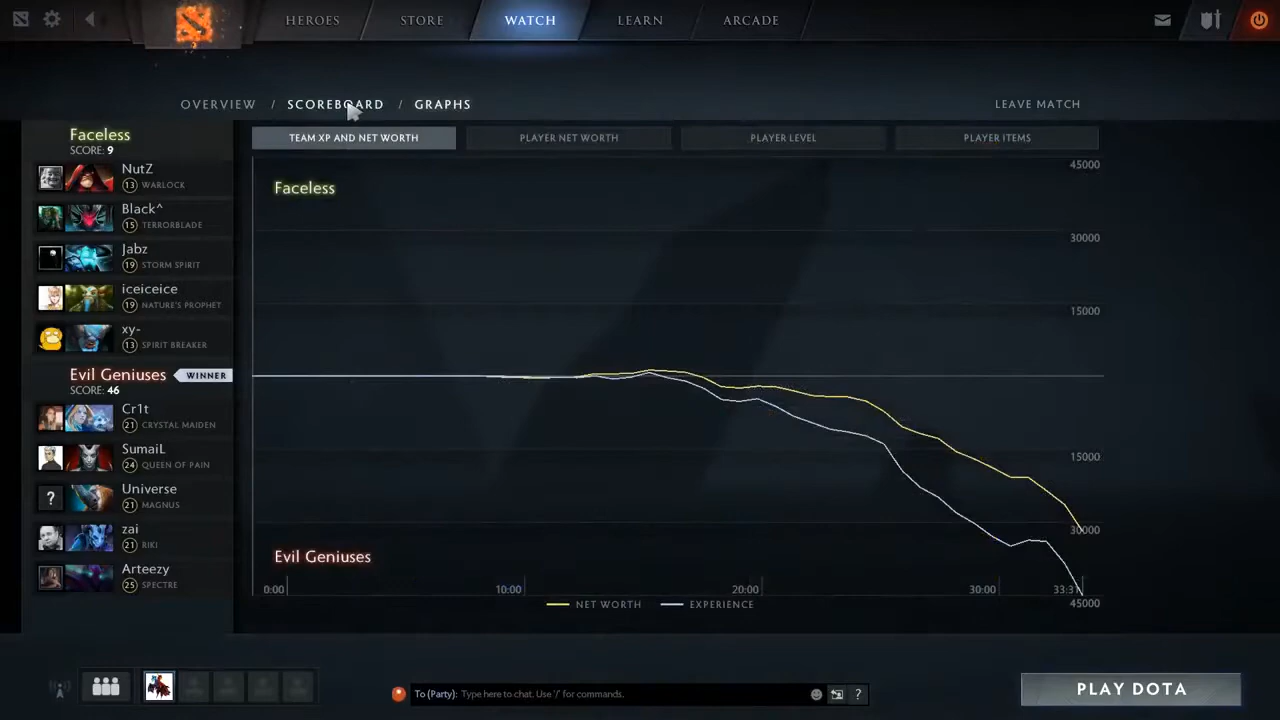 HEROES
STORE
WATCH
LEARN
ARCADE
OVERVIEW / SCOREBOARD / GRAPHS
LEAVE MATCH
Faceless
SCORE: 9
NutZ
13 WARLOCK
Black^
15 TERRORBLADE
Jabz
19 STORM SPIRIT
iceiceice
19 NATURE'S PROPHET
xy-
13 SPIRIT BREAKER
Evil Geniuses WINNER
SCORE: 46
Cr1t
21 CRYSTAL MAIDEN
SumaiL
24 QUEEN OF PAIN
?
Universe
21 MAGNUS
zai
21 RIKI
Arteezy
25 SPECTRE
TEAM XP AND NET WORTH
PLAYER NET WORTH
PLAYER LEVEL
PLAYER ITEMS
Faceless
45000
30000
15000
15000
30000
45000
Evil Geniuses
0:00
10:00
20:00
30:00
33:31
NET WORTH
EXPERIENCE
To (Party): Type here to chat. Use '/' for commands.
?
PLAY DOTA